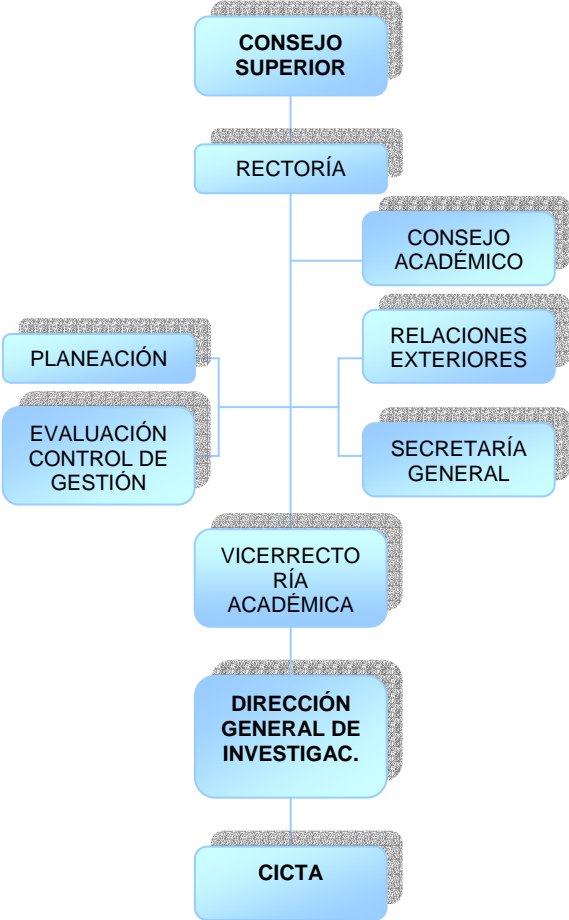 CONSEJO
SUPERIOR
RECTORÍA
CONSEJO
ACADÉMICO
PLANEACIÓN
RELACIONES
EXTERIORES
EVALUACIÓN
CONTROL DE
GESTIÓN
SECRETARÍA
GENERAL
VICERRECTO
RÍA
ACADÉMICA
DIRECCIÓN
GENERAL DE
INVESTIGAC.
CICTA